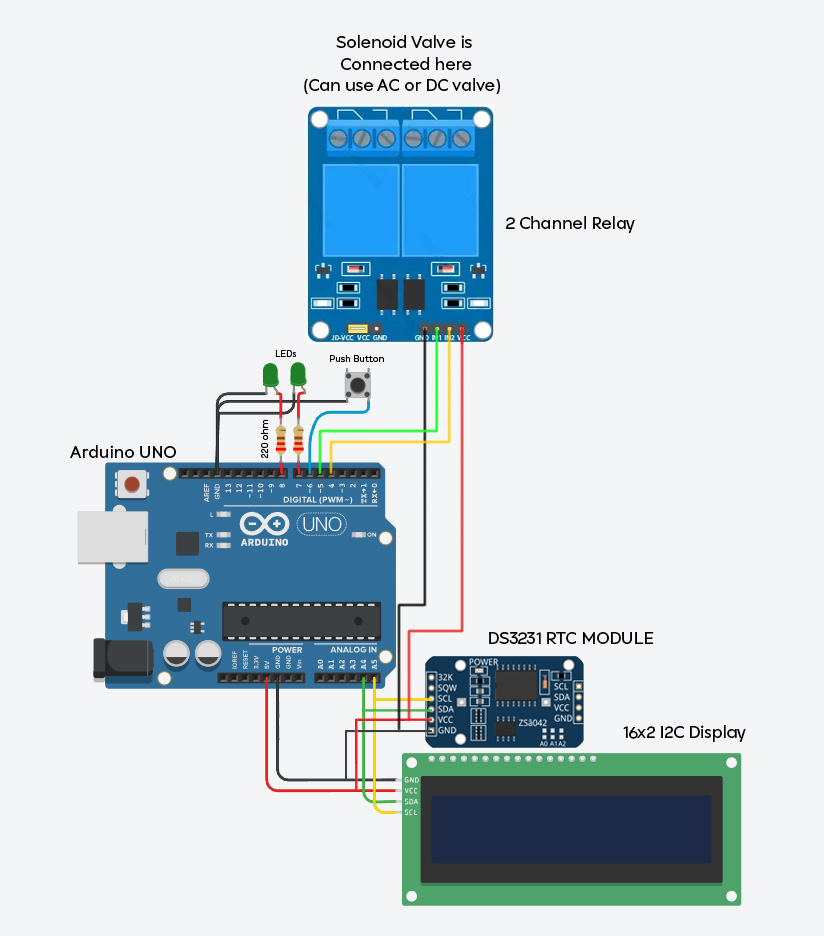 Solenoid Valve is
Connected here
(Can use AC or DC valve)
2 Channel Relay
JD-VCC VCC GND
GND IN1 IN2 VCC
LEDs
Push Button
220 ohm
Arduino UNO
AREF
GND
13
12
~11
~10
~9
8
7
~6
~5
4
~3
2
TX→1
RX←0
DIGITAL (PWM~)
L
TX
RX
ARDUINO
UNO
ON
POWER
ANALOG IN
IOREF
RESET
3.3V
5V
GND
GND
Vin
A0
A1
A2
A3
A4
A5
DS3231 RTC MODULE
POWER
32K
SQW
SCL
SDA
VCC
GND
SCL
SDA
VCC
GND
ZSå042
A0 A1A2
16x2 I2C Display
GND
VCC
SDA
SCL